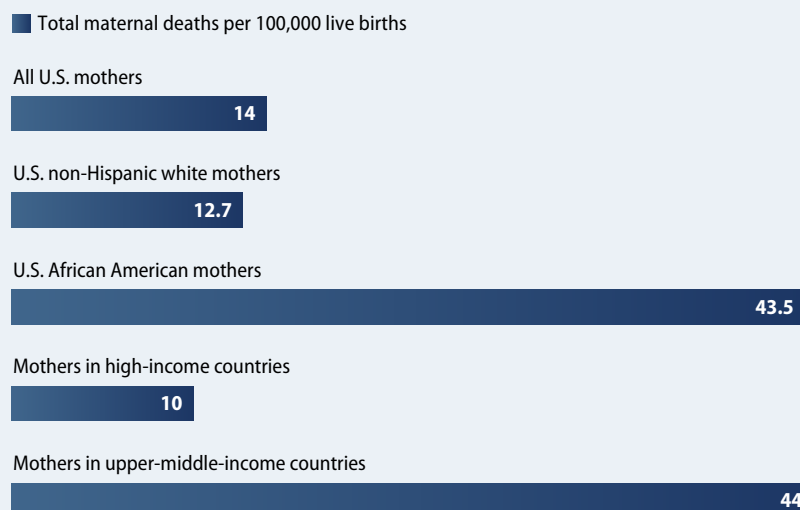 Total maternal deaths per 100,000 live births
All U.S. mothers
14
U.S. non-Hispanic white mothers
12.7
U.S. African American mothers
43.5
Mothers in high-income countries
10
Mothers in upper-middle-income countries
44